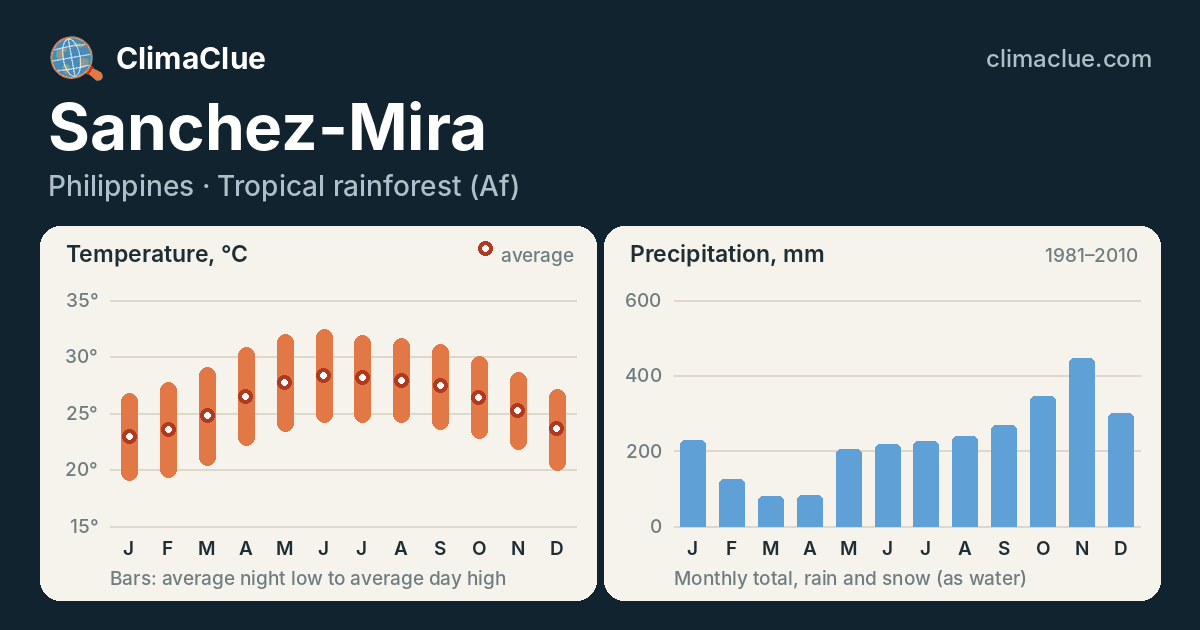 ClimaClue
climaclue.com
Sanchez-Mira
Philippines · Tropical rainforest (Af)
Temperature, °C
average
35°
30°
25°
20°
15°
J F M A M J J A S O N D
Bars: average night low to average day high
Precipitation, mm
1981–2010
600
400
200
0
J F M A M J J A S O N D
Monthly total, rain and snow (as water)